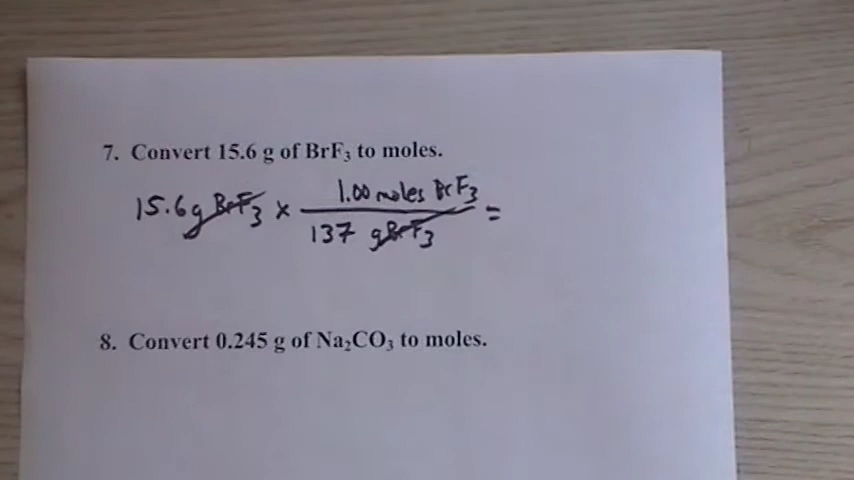 7. Convert 15.6 g of BrF₃ to moles.
15.6 g BrF₃ x 1.00 moles BrF₃ =
137 g BrF₃
8. Convert 0.245 g of Na₂CO₃ to moles.